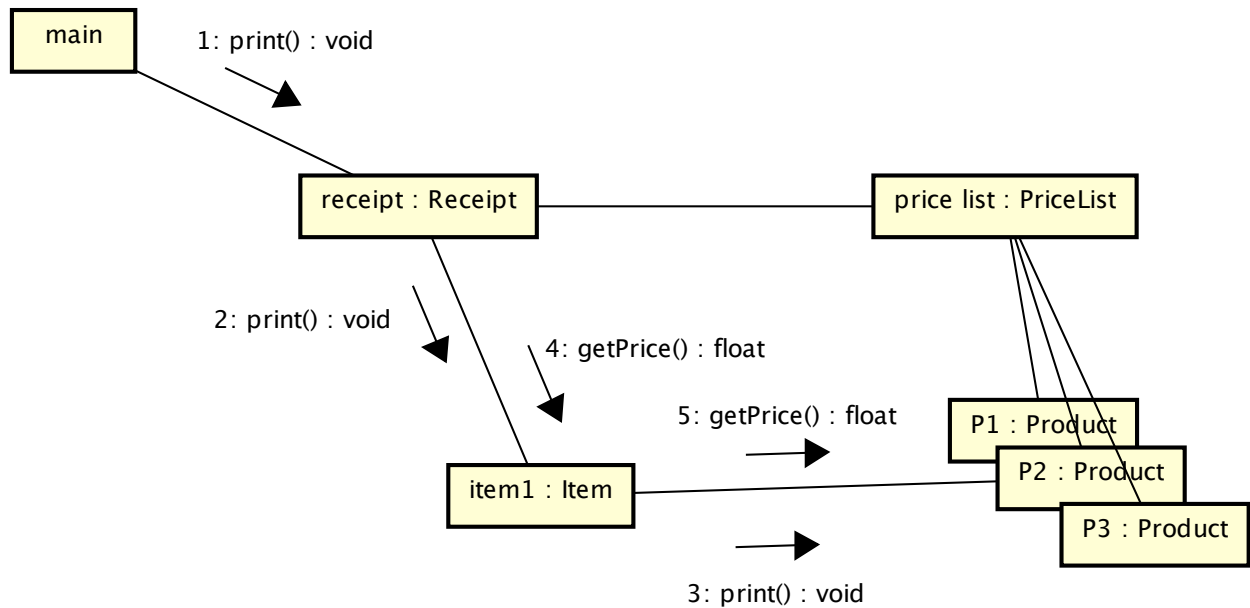 main
1: print() : void
receipt : Receipt
price list : PriceList
2: print() : void
4: getPrice() : float
5: getPrice() : float
P1 : Product
P2 : Product
item1 : Item
P3 : Product
3: print() : void